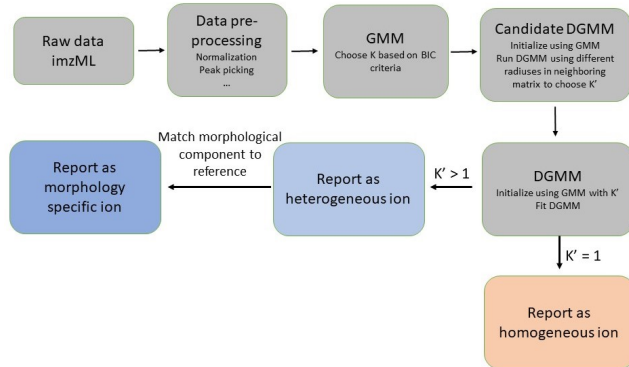 Raw data
imzML
Data pre-
processing
Normalization
Peak picking
...
GMM
Choose K based on BIC
criteria
Candidate DGMM
Initialize using GMM
Run DGMM using different
radiuses in neighboring
matrix to choose K'
Match morphological
component to
reference
Report as
morphology
specific ion
Report as
heterogeneous ion
K' > 1
DGMM
Initialize using GMM with K'
Fit DGMM
K' = 1
Report as
homogeneous ion